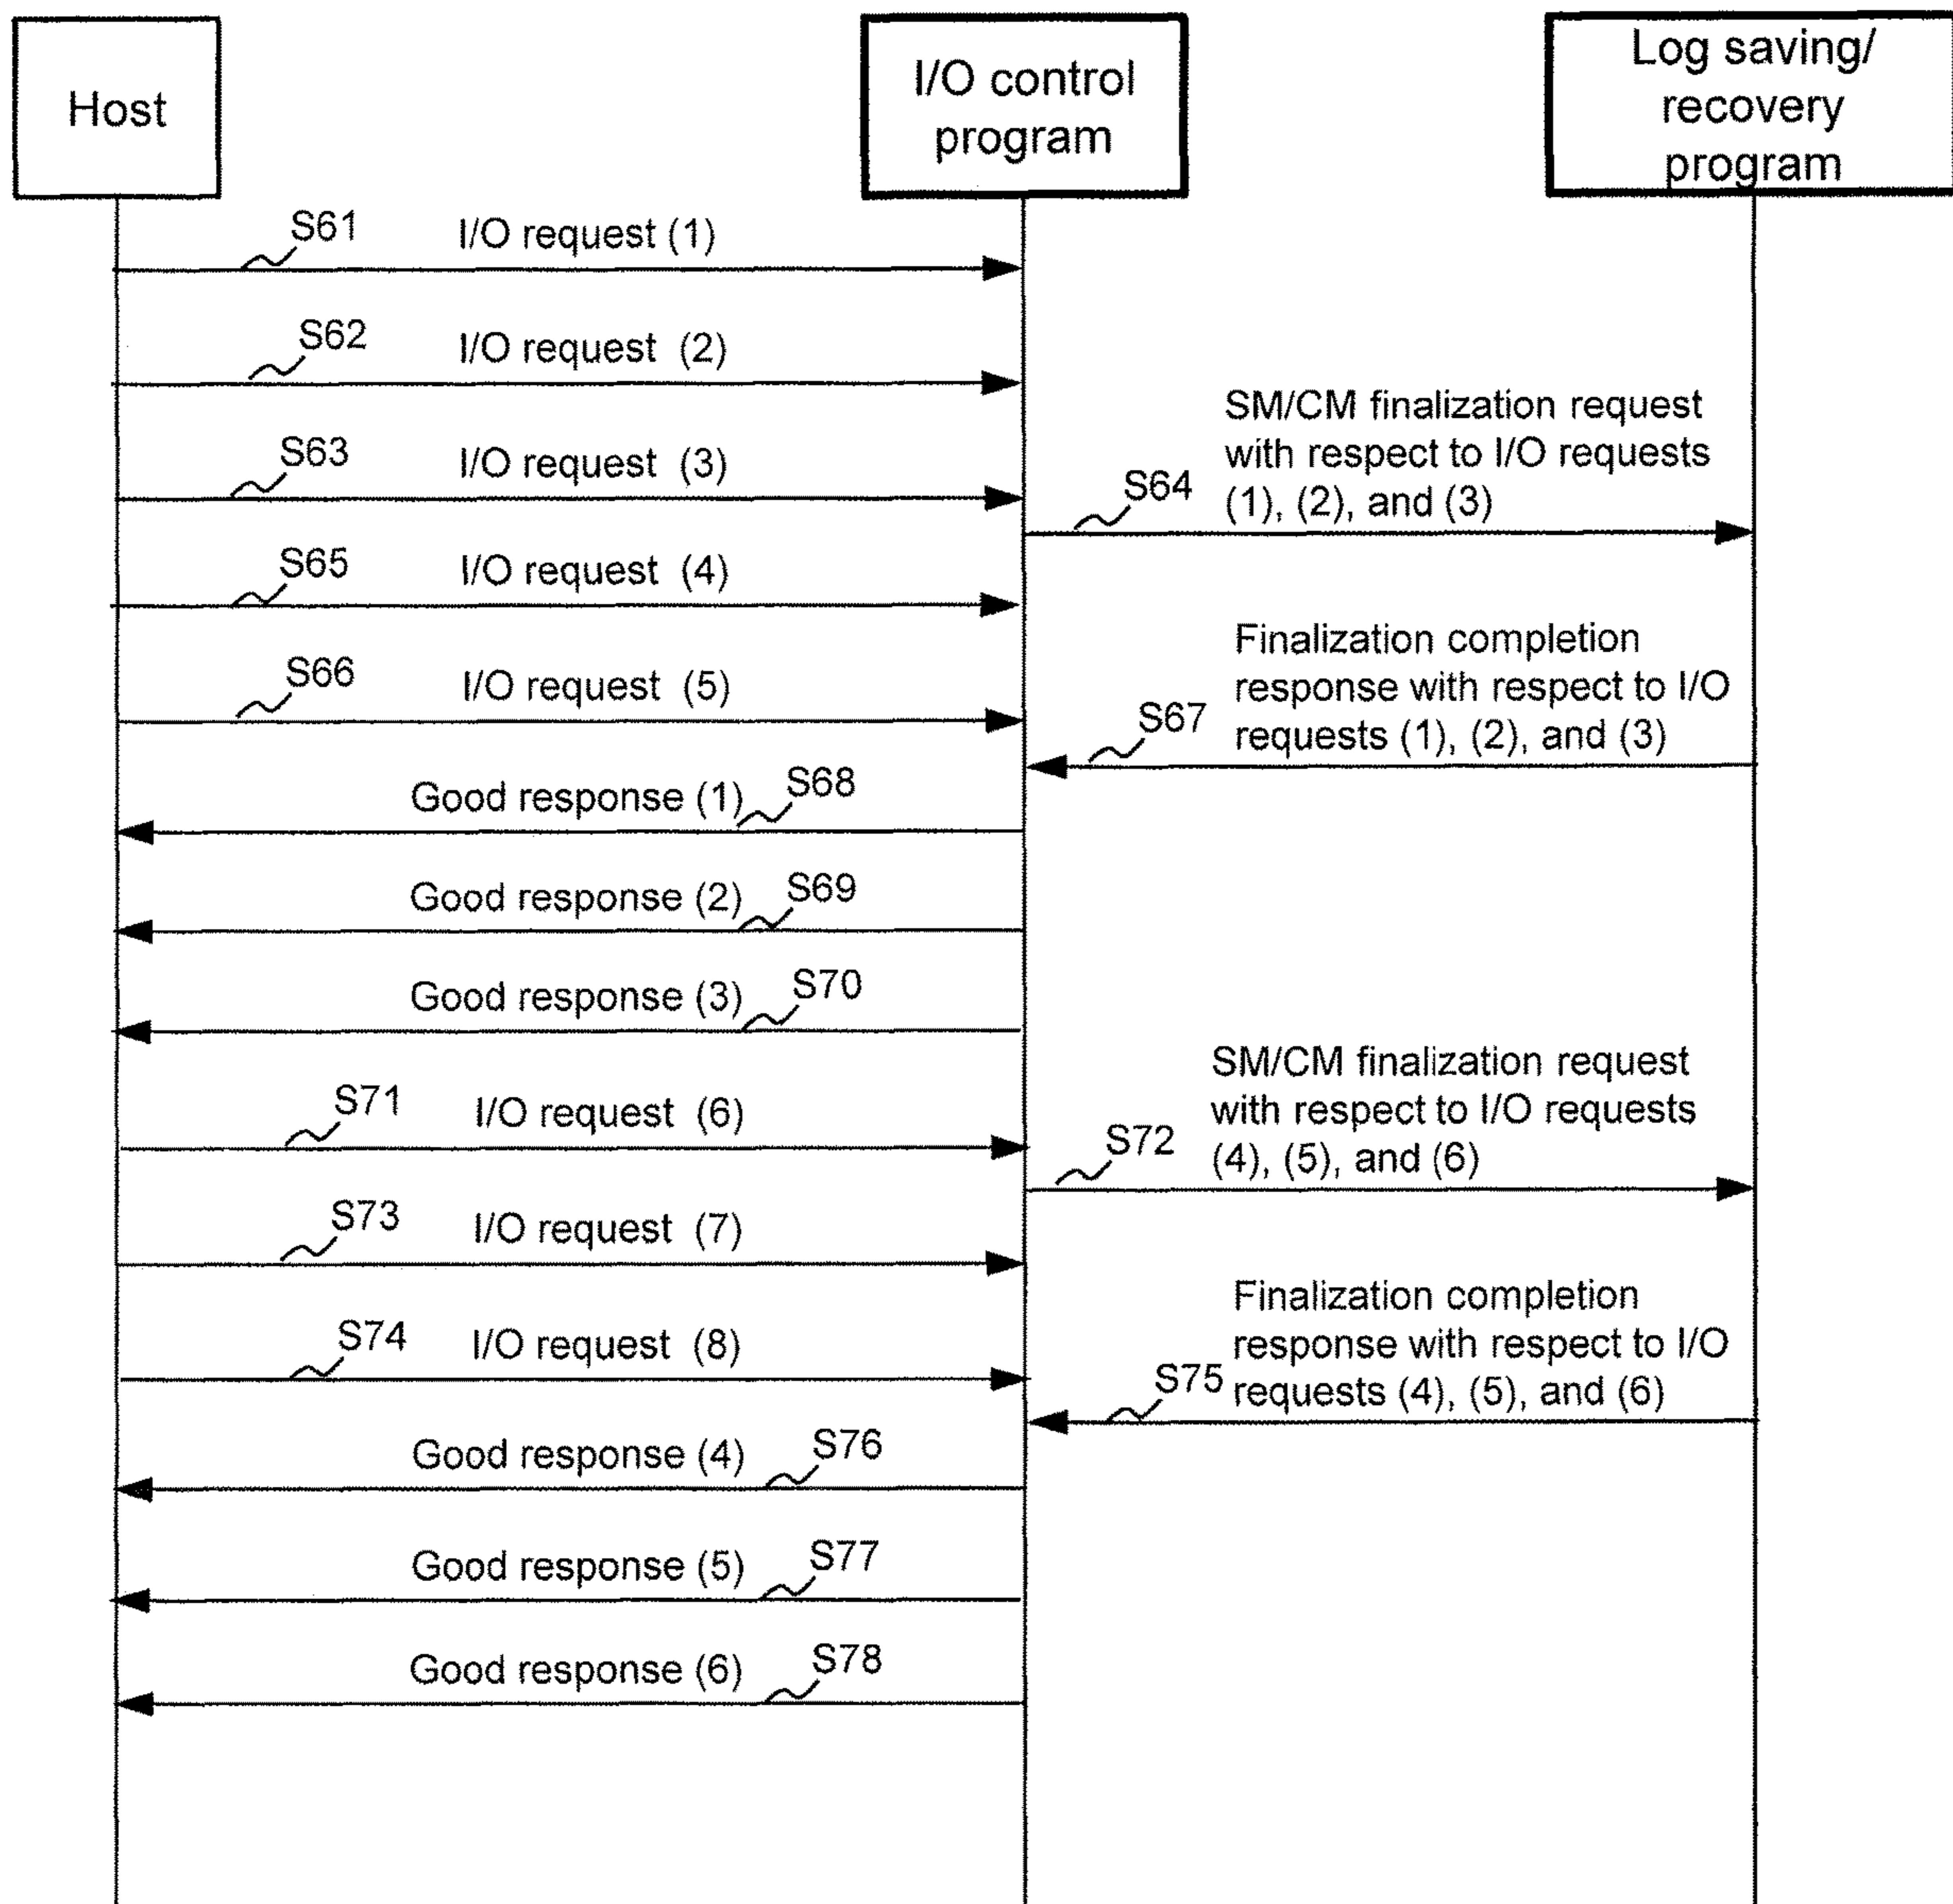 Host
I/O control
program
Log saving/
recovery
program
S61
I/O request (1)
S62
I/O request (2)
S63
I/O request (3)
SM/CM finalization request
with respect to I/O requests
(1), (2), and (3)
S64
S65
I/O request (4)
S66
I/O request (5)
Finalization completion
response with respect to I/O
requests (1), (2), and (3)
S67
Good response (1)
S68
Good response (2)
S69
Good response (3)
S70
S71
I/O request (6)
SM/CM finalization request
with respect to I/O requests
(4), (5), and (6)
S72
S73
I/O request (7)
S74
I/O request (8)
Finalization completion
response with respect to I/O
requests (4), (5), and (6)
S75
Good response (4)
S76
Good response (5)
S77
Good response (6)
S78